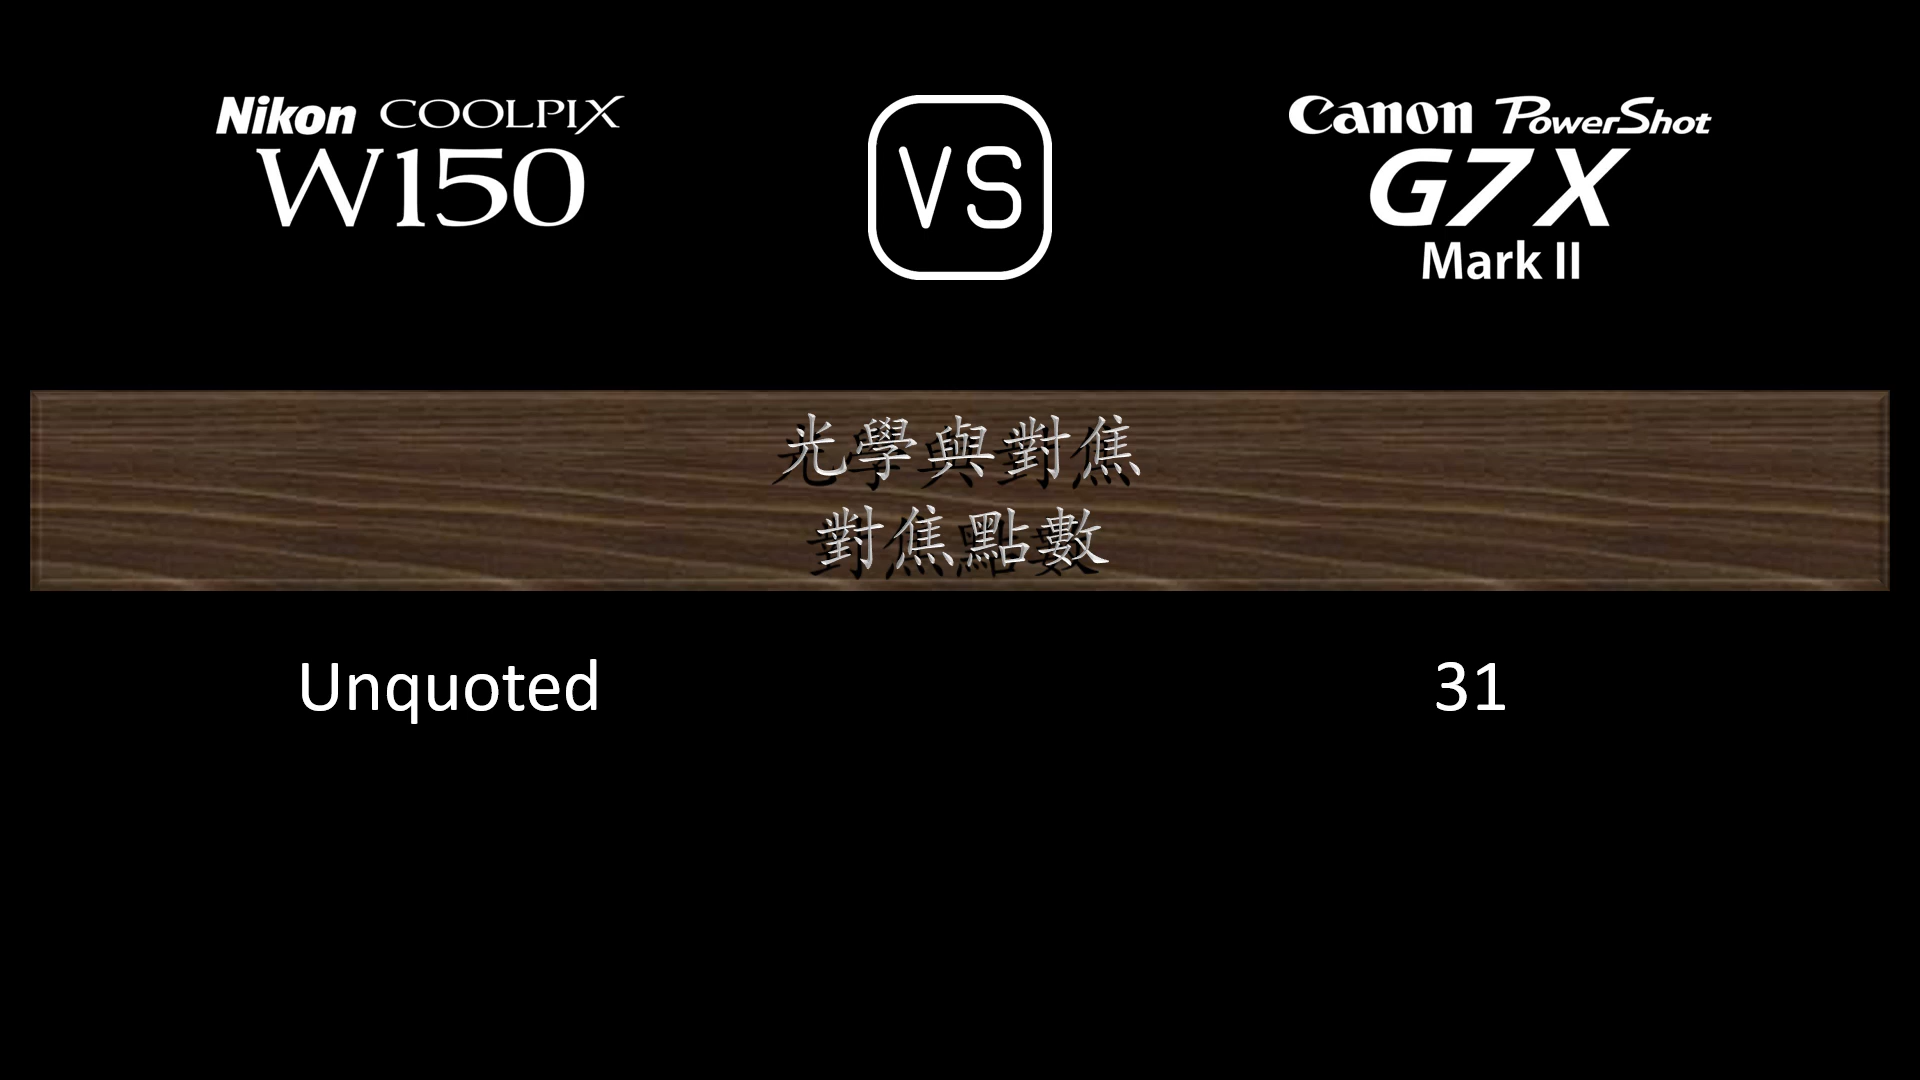 Nikon COOLPIX
W150
VS
Canon PowerShot
G7 X
Mark II
光學與對焦
對焦點數
Unquoted
31